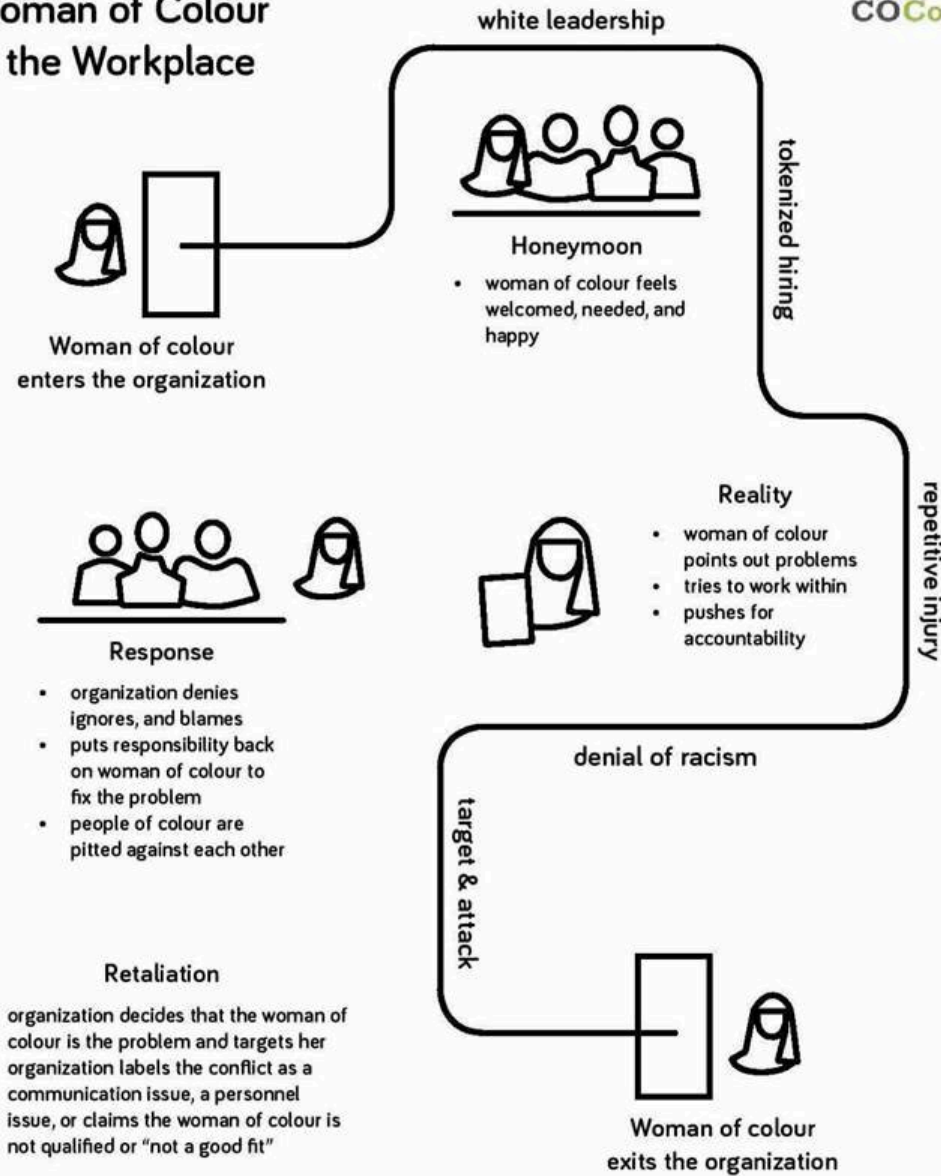 oman of Colour
the Workplace
COCo
white leadership
tokenized hiring
Honeymoon
• woman of colour feels
welcomed, needed, and
happy
Woman of colour
enters the organization
repetitive injury
Reality
• woman of colour
points out problems
• tries to work within
• pushes for
accountability
Response
• organization denies
ignores, and blames
• puts responsibility back
on woman of colour to
fix the problem
• people of colour are
pitted against each other
denial of racism
target & attack
Retaliation
organization decides that the woman of
colour is the problem and targets her
organization labels the conflict as a
communication issue, a personnel
issue, or claims the woman of colour is
not qualified or “not a good fit”
Woman of colour
exits the organization